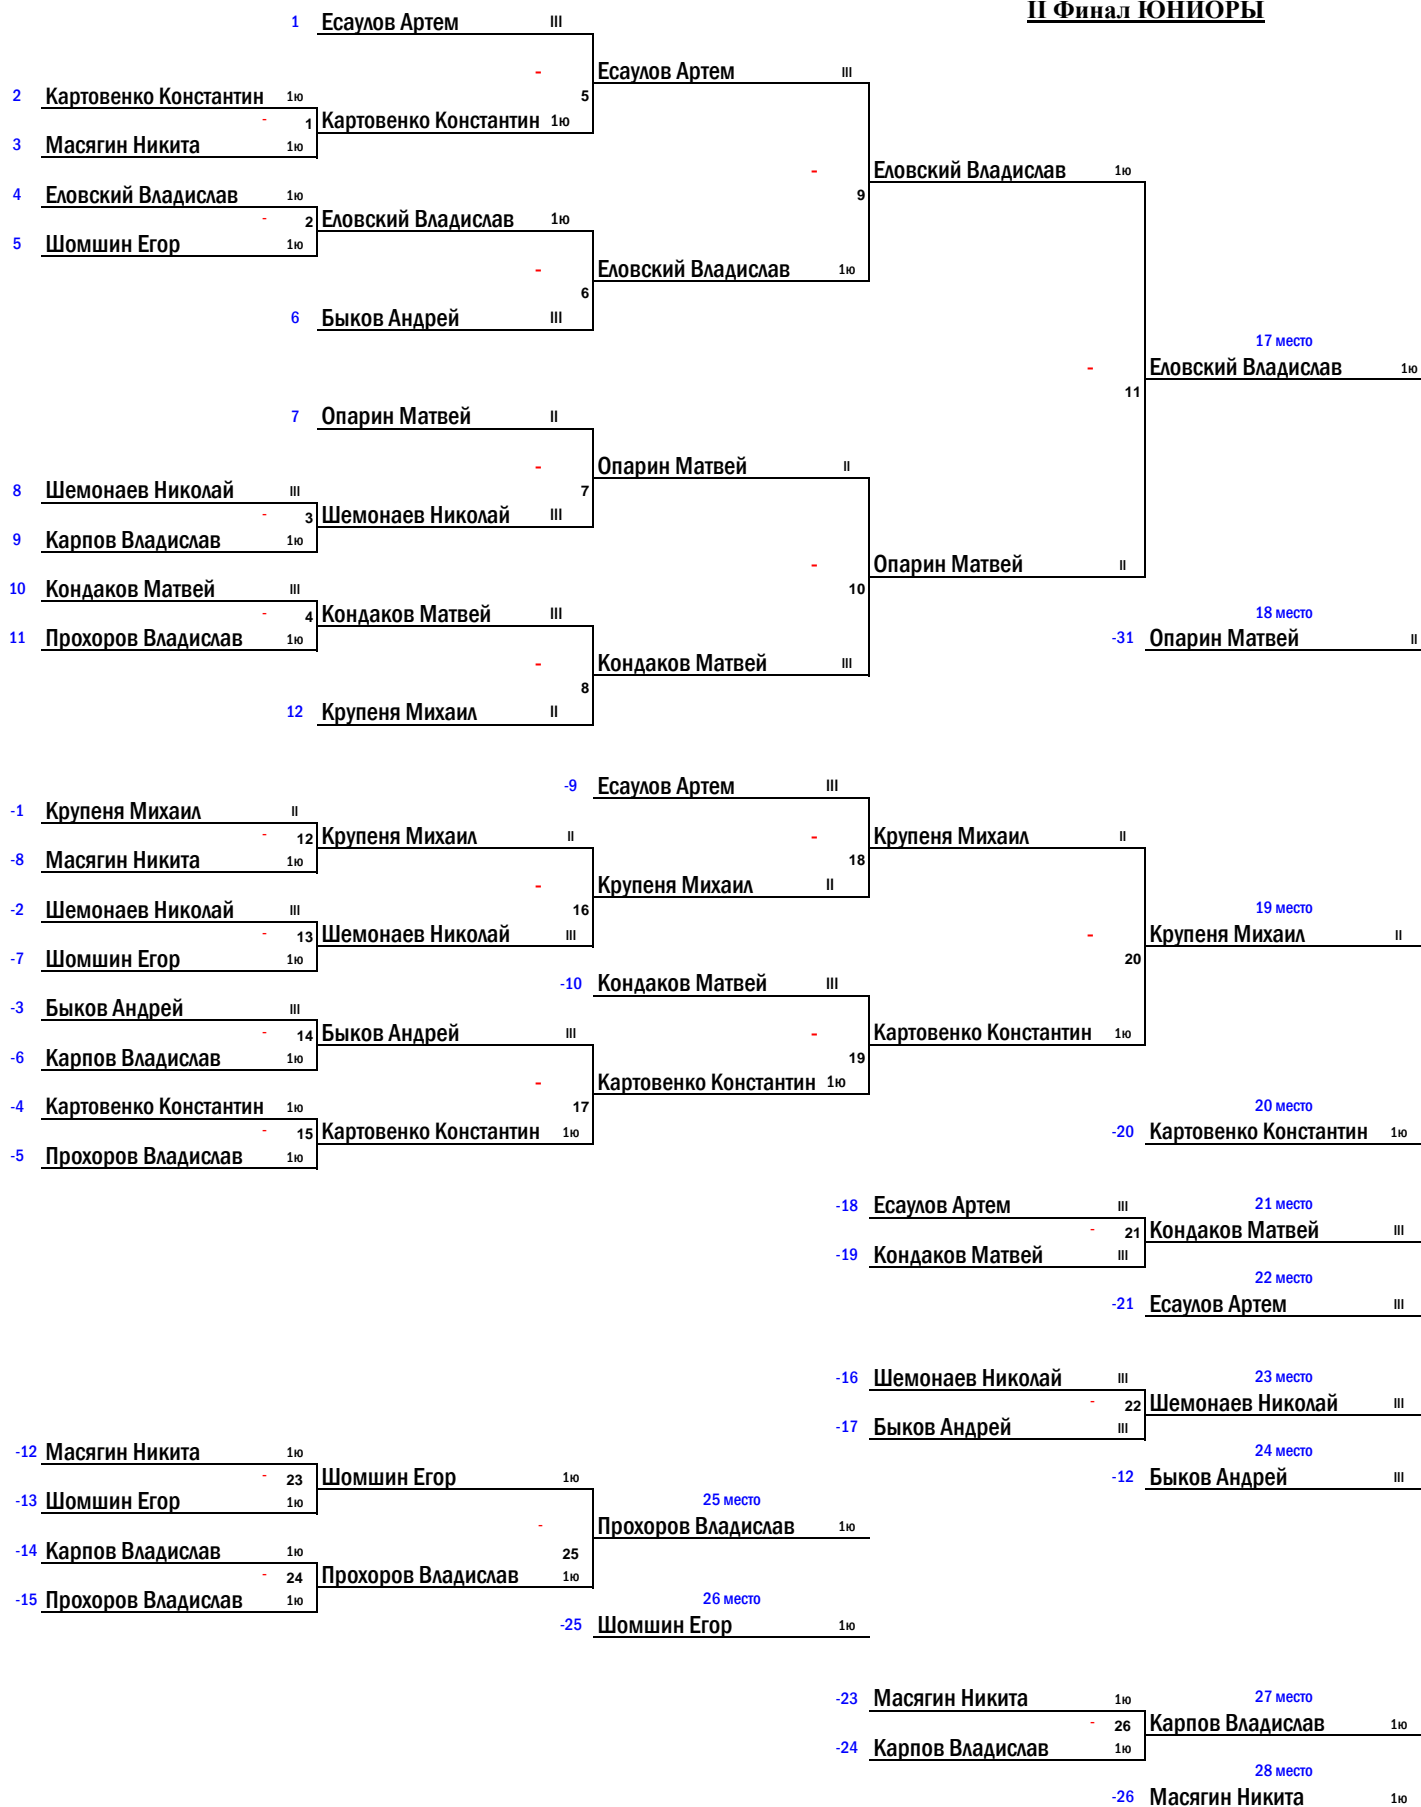 II Финал ЮНИОРЫ
1 Есаулов Артем III
- Есаулов Артем III
2 Картовенко Константин 1ю 5
- 1 Картовенко Константин 1ю
3 Масягин Никита 1ю
- Еловский Владислав 1ю
4 Еловский Владислав 1ю 9
- 2 Еловский Владислав 1ю
5 Шомшин Егор 1ю
- Еловский Владислав 1ю
6
6 Быков Андрей III
17 место
- Еловский Владислав 1ю
11
7 Опарин Матвей II
- Опарин Матвей II
8 Шемонаев Николай III 7
- 3 Шемонаев Николай III
9 Карпов Владислав 1ю
- Опарин Матвей II
10 Кондаков Матвей III 10
- 4 Кондаков Матвей III 18 место
11 Прохоров Владислав 1ю -31 Опарин Матвей II
- Кондаков Матвей III
8
12 Крупеня Михаил II
-9 Есаулов Артем III
-1 Крупеня Михаил II
- 12 Крупеня Михаил II - Крупеня Михаил II
-8 Масягин Никита 1ю 18
- Крупеня Михаил II
-2 Шемонаев Николай III 16 19 место
- 13 Шемонаев Николай III - Крупеня Михаил II
-7 Шомшин Егор 1ю 20
-10 Кондаков Матвей III
-3 Быков Андрей III
- 14 Быков Андрей III - Картовенко Константин 1ю
-6 Карпов Владислав 1ю 19
- Картовенко Константин 1ю
-4 Картовенко Константин 1ю 17 20 место
- 15 Картовенко Константин 1ю -20 Картовенко Константин 1ю
-5 Прохоров Владислав 1ю
-18 Есаулов Артем III 21 место
- 21 Кондаков Матвей III
-19 Кондаков Матвей III
22 место
-21 Есаулов Артем III
-16 Шемонаев Николай III 23 место
- 22 Шемонаев Николай III
-17 Быков Андрей III
-12 Масягин Никита 1ю 24 место
- 23 Шомшин Егор 1ю -12 Быков Андрей III
-13 Шомшин Егор 1ю 25 место
- Прохоров Владислав 1ю
-14 Карпов Владислав 1ю 25
- 24 Прохоров Владислав 1ю
-15 Прохоров Владислав 1ю 26 место
-25 Шомшин Егор 1ю
-23 Масягин Никита 1ю 27 место
- 26 Карпов Владислав 1ю
-24 Карпов Владислав 1ю
28 место
-26 Масягин Никита 1ю